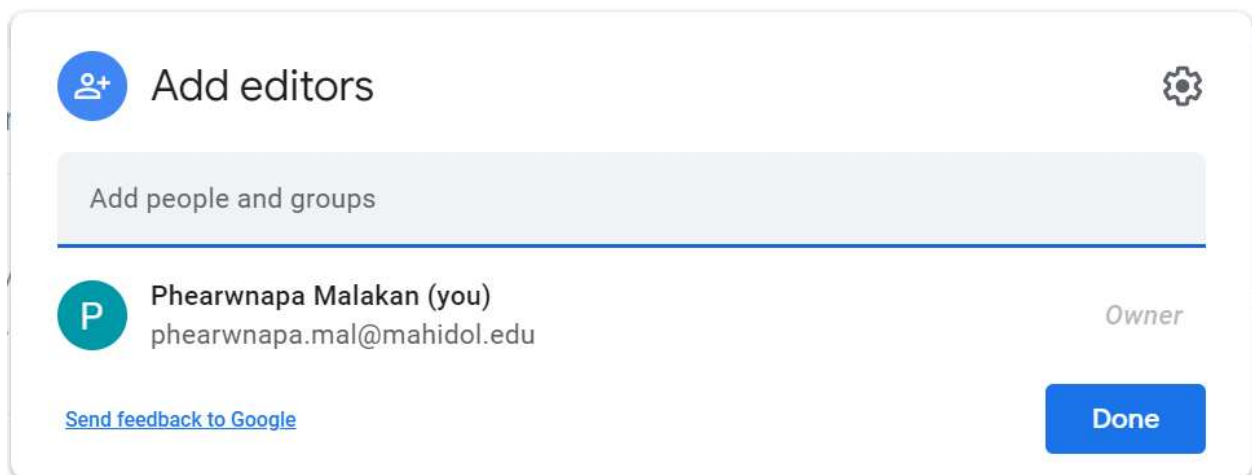 Add editors
Add people and groups
P
Phearwnapa Malakan (you)
phearwnapa.mal@mahidol.edu
Owner
Send feedback to Google
Done